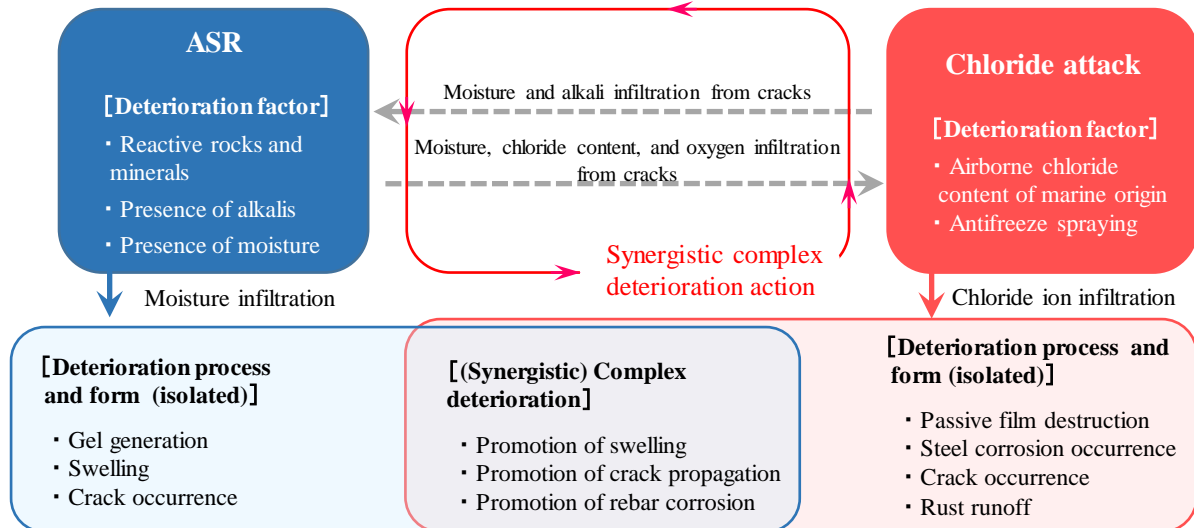 ASR
[Deterioration factor]
・Reactive rocks and
minerals
・Presence of alkalis
・Presence of moisture
Moisture and alkali infiltration from cracks
Moisture, chloride content, and oxygen infiltration
from cracks
Synergistic complex
deterioration action
Chloride attack
[Deterioration factor]
・Airborne chloride
content of marine origin
・Antifreeze spraying
Moisture infiltration
Chloride ion infiltration
[Deterioration process
and form (isolated)]
・Gel generation
・Swelling
・Crack occurrence
[(Synergistic) Complex
deterioration]
・Promotion of swelling
・Promotion of crack propagation
・Promotion of rebar corrosion
[Deterioration process and
form (isolated)]
・Passive film destruction
・Steel corrosion occurrence
・Crack occurrence
・Rust runoff